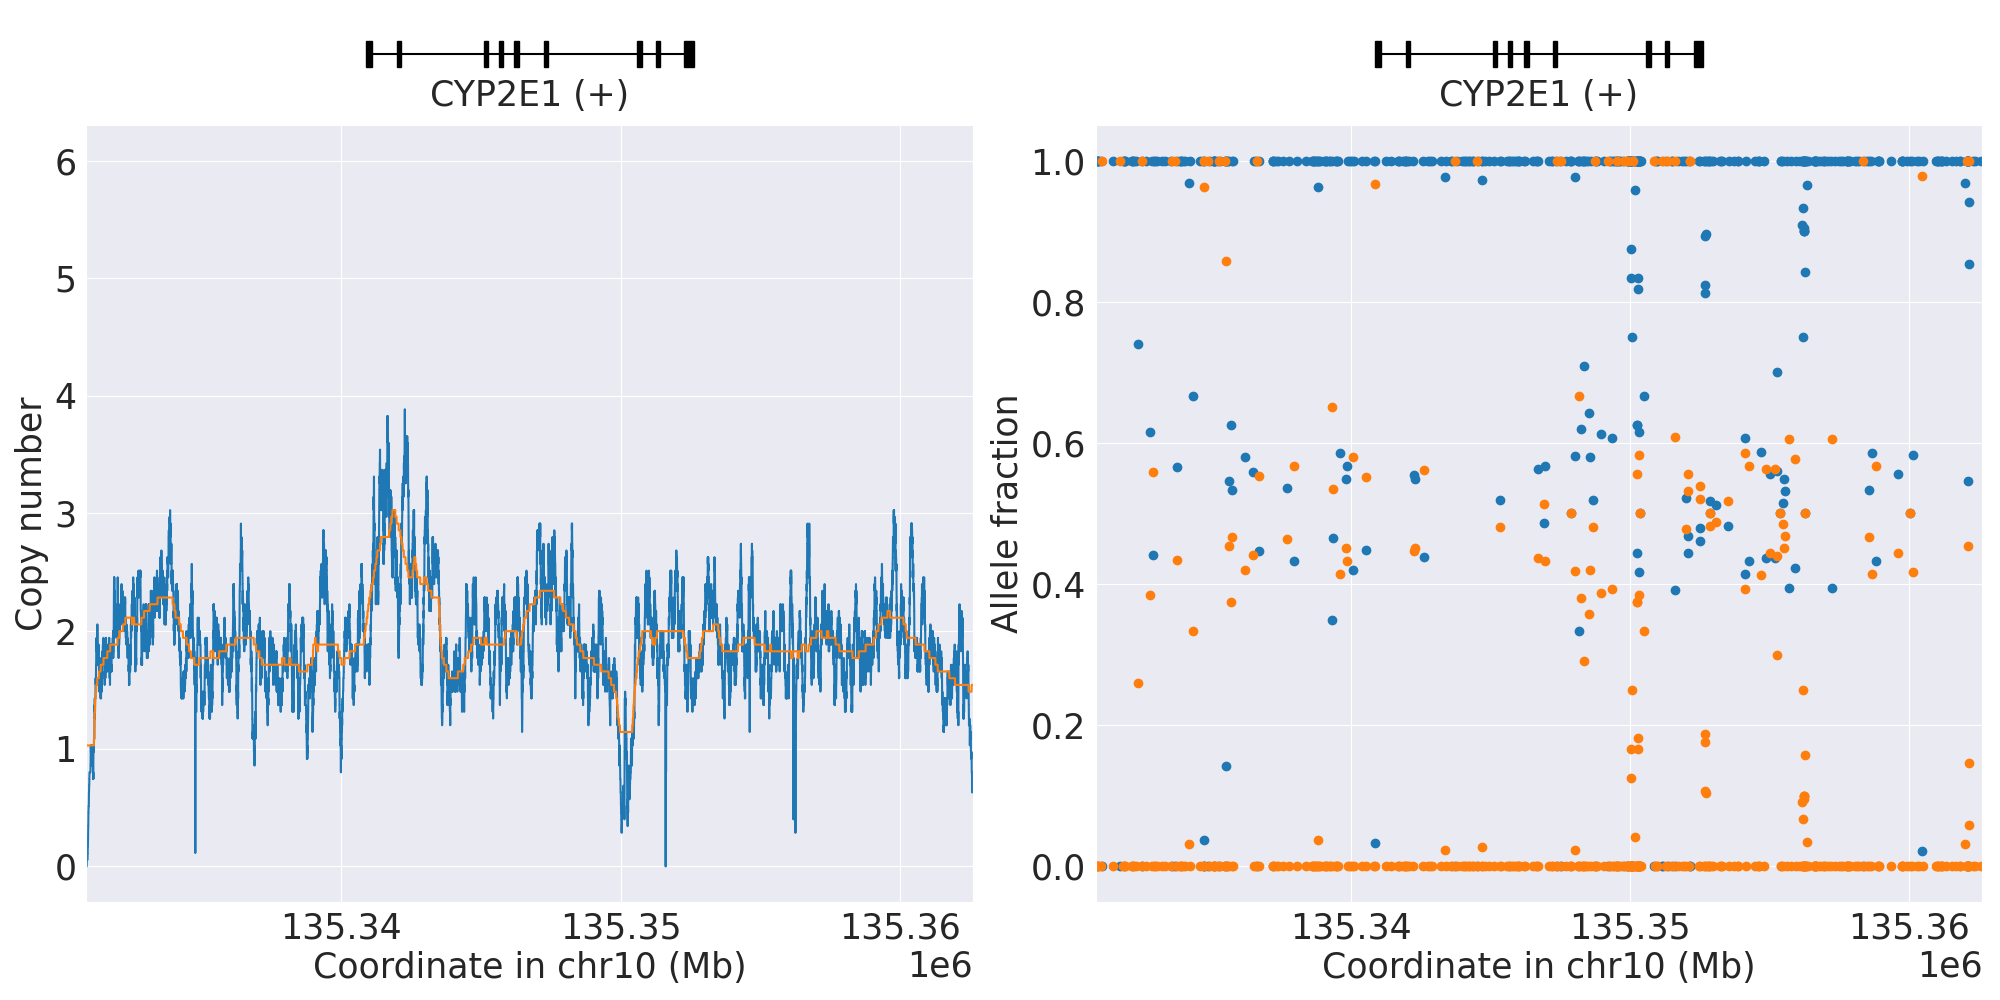 CYP2E1 (+)
CYP2E1 (+)
6
5
4
3
2
1
0
Copy number
135.34
135.35
135.36
Coordinate in chr10 (Mb)
1e6
1.0
0.8
0.6
0.4
0.2
0.0
Allele fraction
135.34
135.35
135.36
Coordinate in chr10 (Mb)
1e6